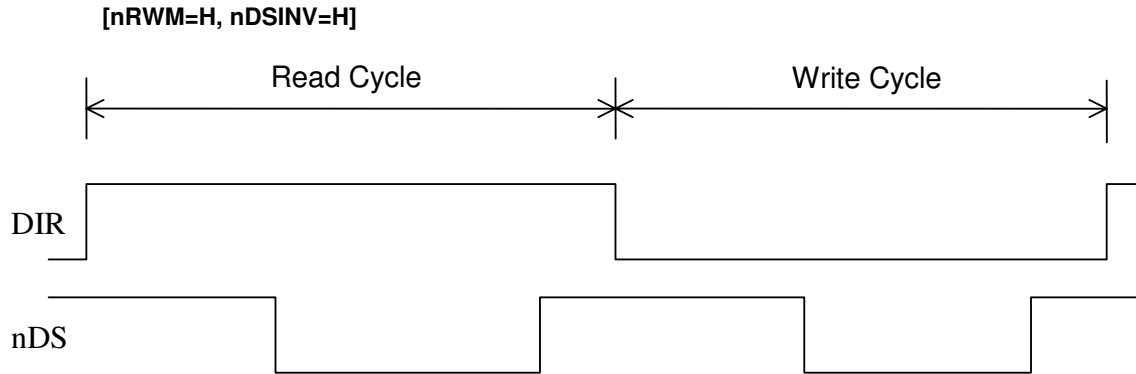 [nRWM=H, nDSINV=H]
Read Cycle Write Cycle
DIR
nDS